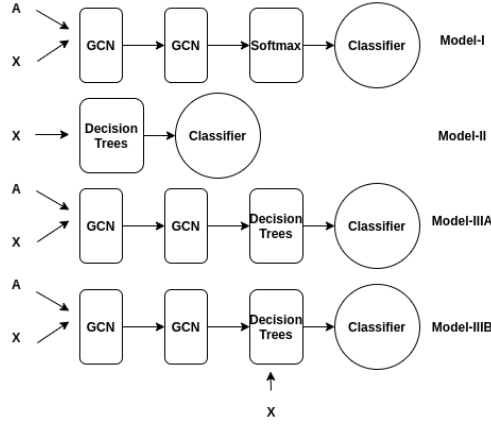 A
X
GCN
GCN
Softmax
Classifier
Model-I
X
Decision
Trees
Classifier
Model-II
A
X
GCN
GCN
Decision
Trees
Classifier
Model-IIIA
A
X
GCN
GCN
Decision
Trees
Classifier
Model-IIIB
X